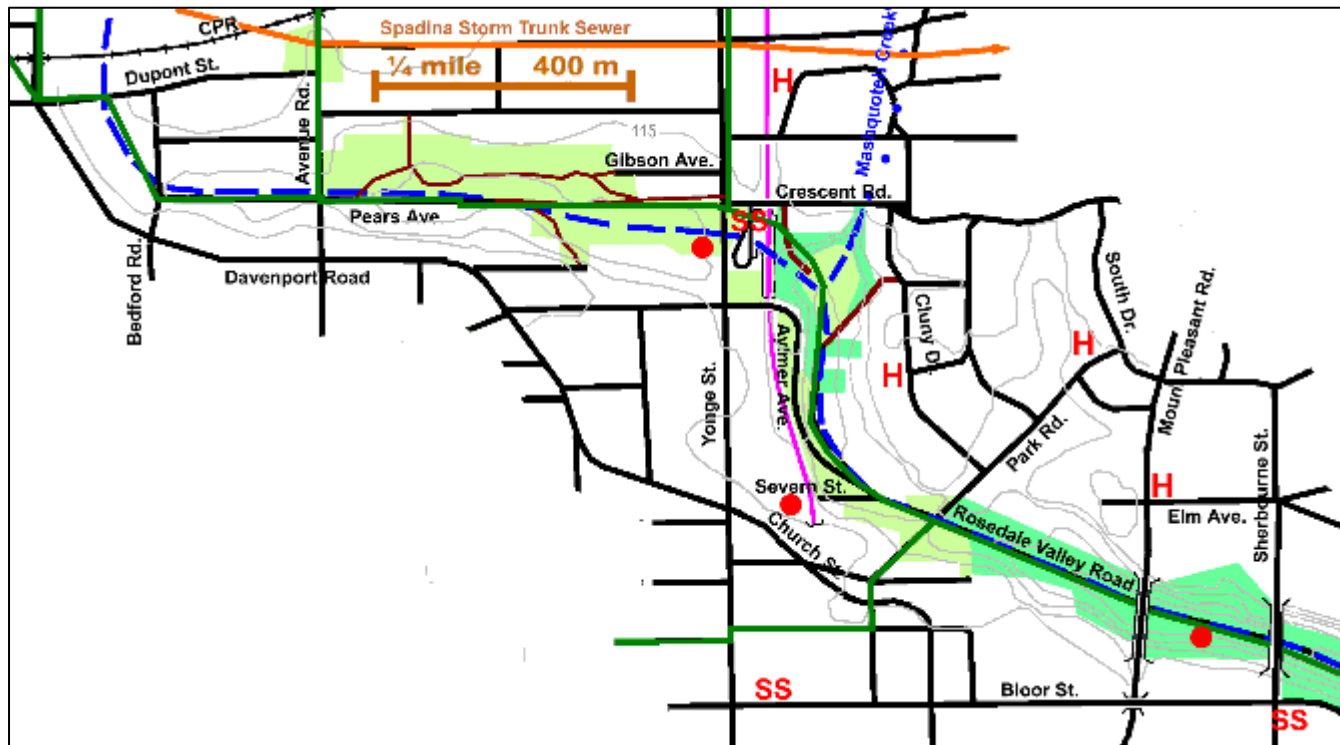 CPR
Spadina Storm Trunk Sewer
¼ mile 400 m
Dupont St.
Avenue Rd.
Masaquoteh Creek
H
115
Gibson Ave.
Crescent Rd.
Pears Ave.
SS
Bedford Rd.
Davenport Road
South Dr.
Mount Pleasant Rd.
Cluny Dr.
H
H
Yonge St.
Aylmer Ave.
Park Rd.
Sherbourne St.
Severn St.
H
Elm Ave.
Church St.
Rosedale Valley Road
SS
Bloor St.
SS